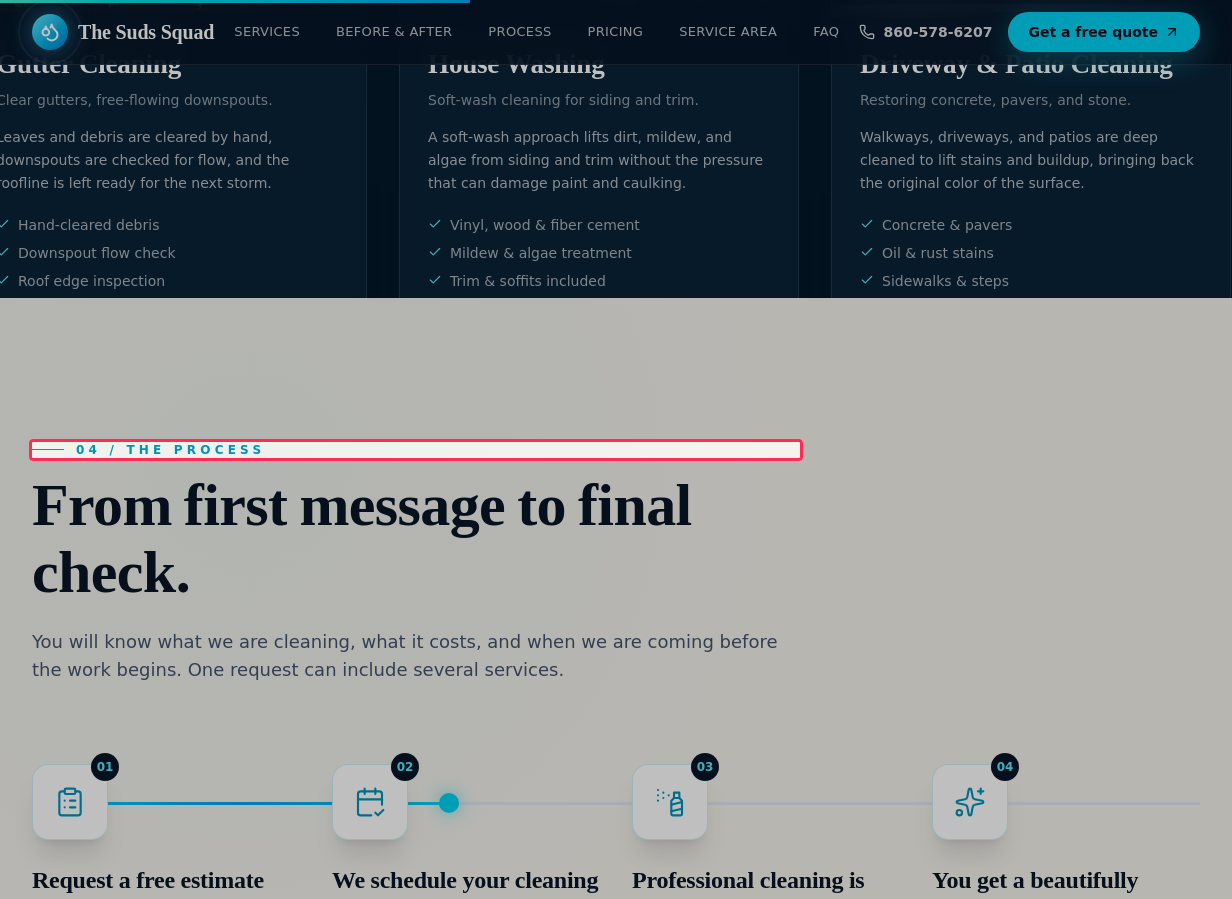 The Suds Squad
SERVICES
BEFORE & AFTER
PROCESS
PRICING
SERVICE AREA
FAQ
860-578-6207
Get a free quote
Gutter Cleaning
Clear gutters, free-flowing downspouts.
Leaves and debris are cleared by hand,
downspouts are checked for flow, and the
roofline is left ready for the next storm.
Hand-cleared debris
Downspout flow check
Roof edge inspection
House Washing
Soft-wash cleaning for siding and trim.
A soft-wash approach lifts dirt, mildew, and
algae from siding and trim without the pressure
that can damage paint and caulking.
Vinyl, wood & fiber cement
Mildew & algae treatment
Trim & soffits included
Driveway & Patio Cleaning
Restoring concrete, pavers, and stone.
Walkways, driveways, and patios are deep
cleaned to lift stains and buildup, bringing back
the original color of the surface.
Concrete & pavers
Oil & rust stains
Sidewalks & steps
04 / THE PROCESS
From first message to final
check.
You will know what we are cleaning, what it costs, and when we are coming before
the work begins. One request can include several services.
01
02
03
04
Request a free estimate
We schedule your cleaning
Professional cleaning is
You get a beautifully